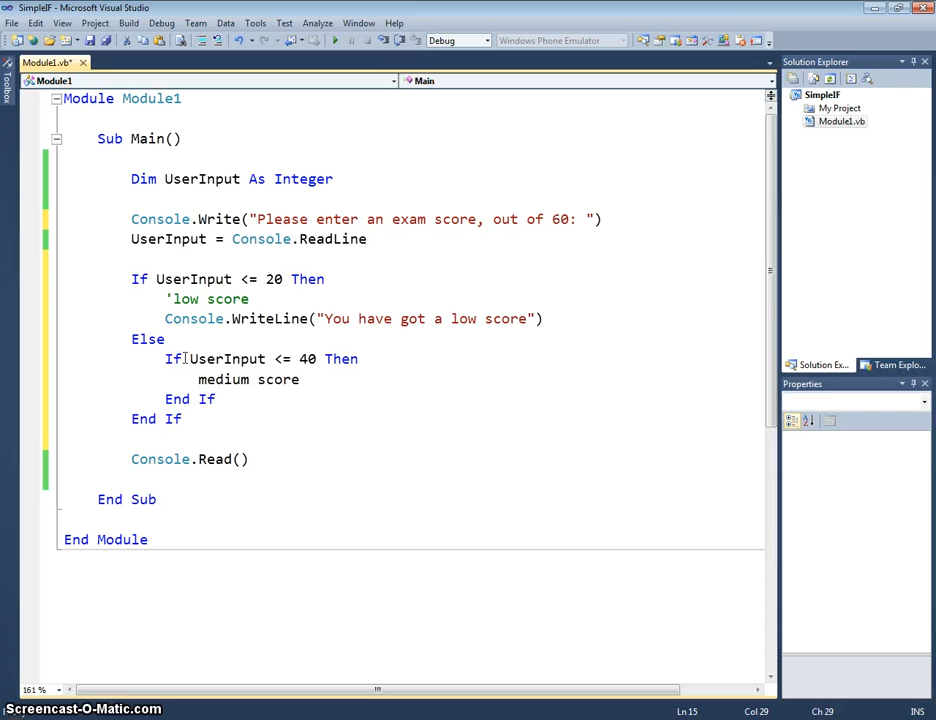 SimpleIF - Microsoft Visual Studio
File Edit View Project Build Debug Team Data Tools Test Analyze Window Help
Debug Windows Phone Emulator
Module1.vb*
Solution Explorer
Toolbox
Module1 Main
SimpleIF
My Project
Module1.vb
Module Module1
Sub Main()
Dim UserInput As Integer
Console.Write("Please enter an exam score, out of 60: ")
UserInput = Console.ReadLine
If UserInput <= 20 Then
'low score
Console.WriteLine("You have got a low score")
Else
If UserInput <= 40 Then
medium score
End If
End If
Console.Read()
End Sub
End Module
Solution Ex... Team Explo...
Properties
161 %
Screencast-O-Matic.com
Ln 15 Col 29 Ch 29 INS